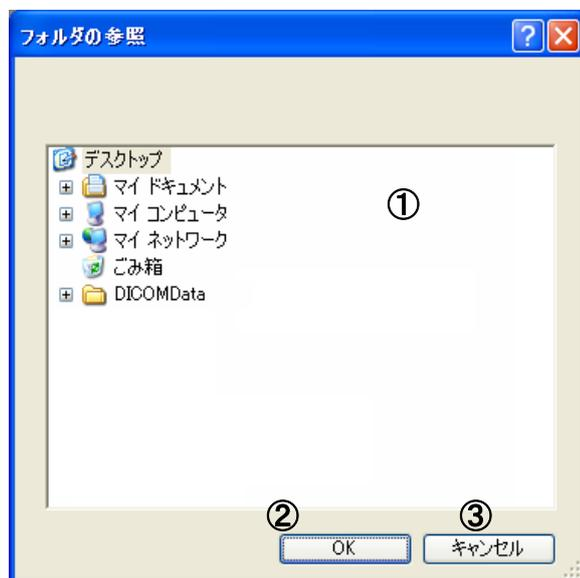 フォルダの参照
デスクトップ
マイ ドキュメント
マイ コンピュータ
①
マイ ネットワーク
ごみ箱
DICOMData
② ③
OK キャンセル